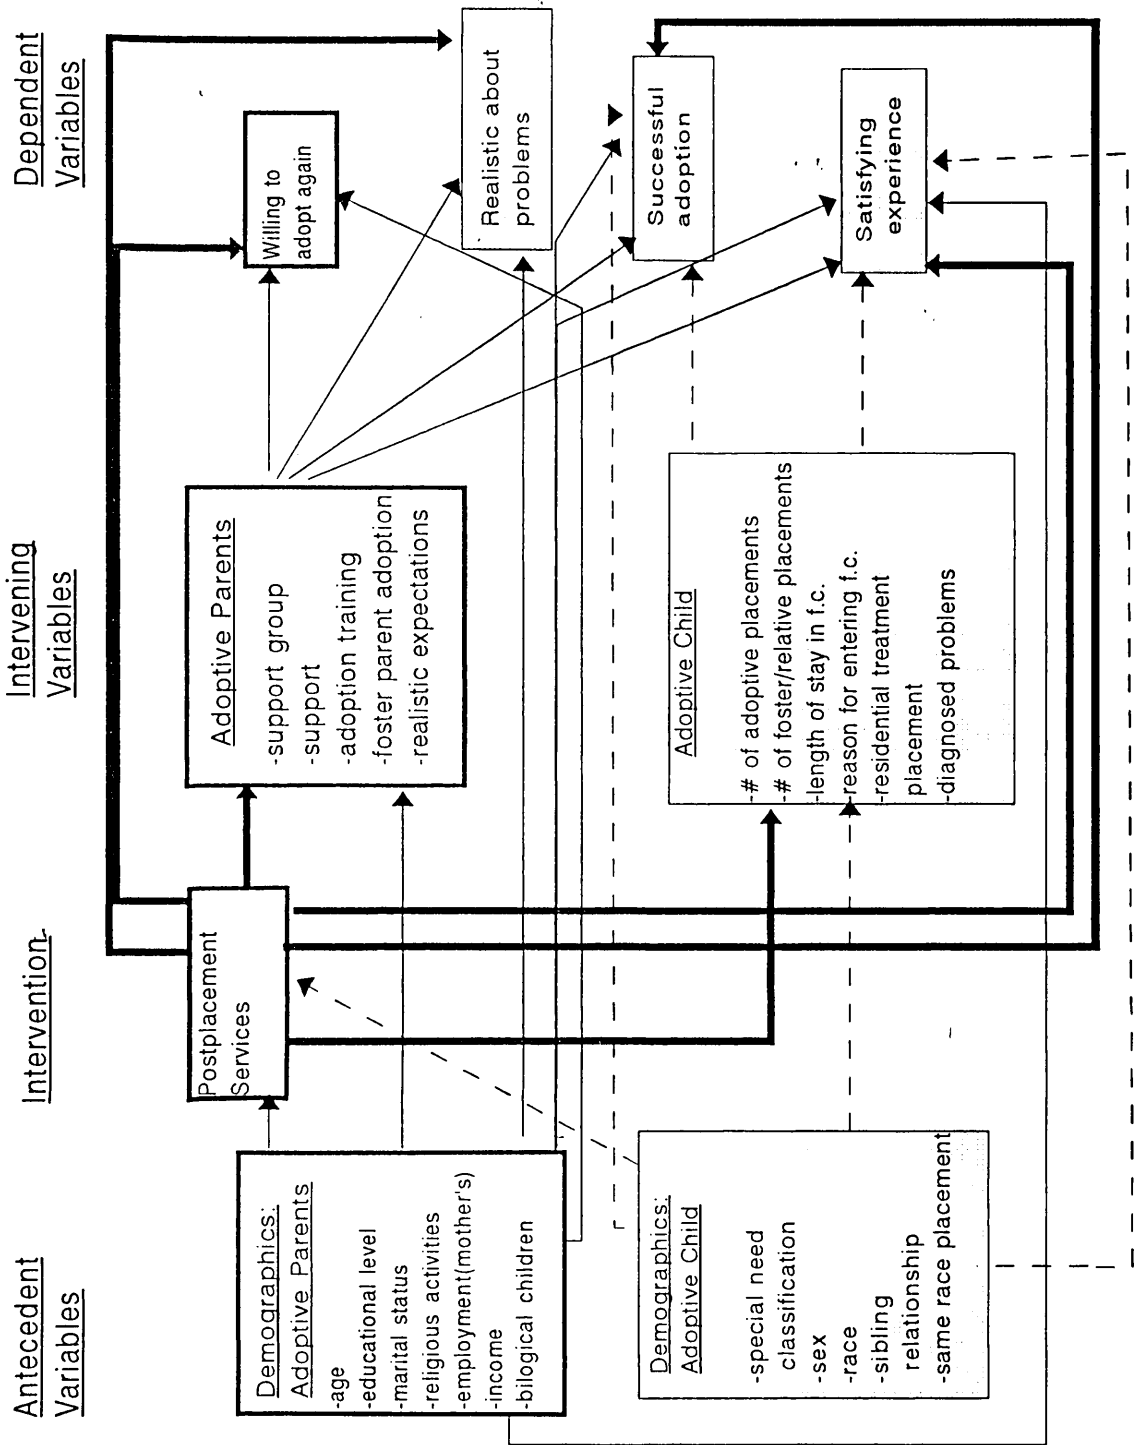 Antecedent
Variables
Intervention
Intervening
Variables
Dependent
Variables
Demographics:
Adoptive Parents
-age
-educational level
-marital status
-religious activities
-employment(mother's)
-income
-bilogical children
Demographics:
Adoptive Child
-special need
classification
-sex
-race
-sibling
relationship
-same race placement
Postplacement
Services
Adoptive Parents
-support group
-support
-adoption training
-foster parent adoption
-realistic expectations
Adoptive Child
-# of adoptive placements
-# of foster/relative placements
-length of stay in f.c.
-reason for entering f.c.
-residential treatment
placement
-diagnosed problems
Willing to
adopt again
Realistic about
problems
Successful
adoption
Satisfying
experience